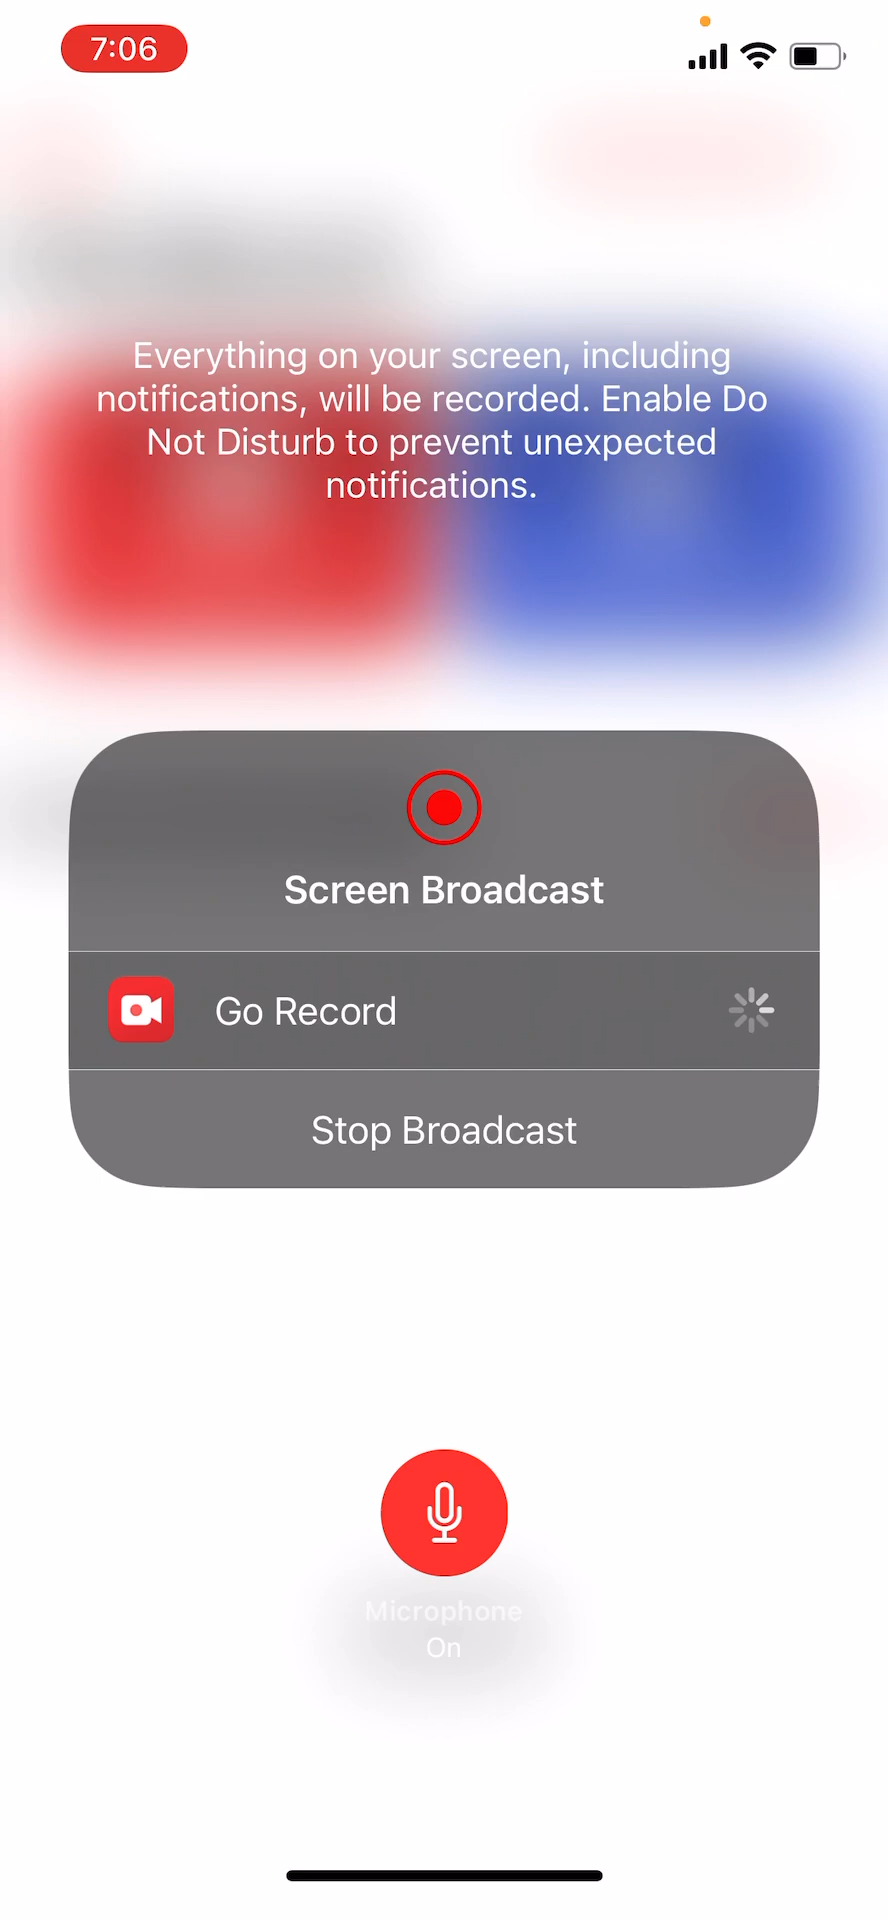 7:06
Everything on your screen, including
notifications, will be recorded. Enable Do
Not Disturb to prevent unexpected
notifications.
Screen Broadcast
Go Record
Stop Broadcast
Microphone
On